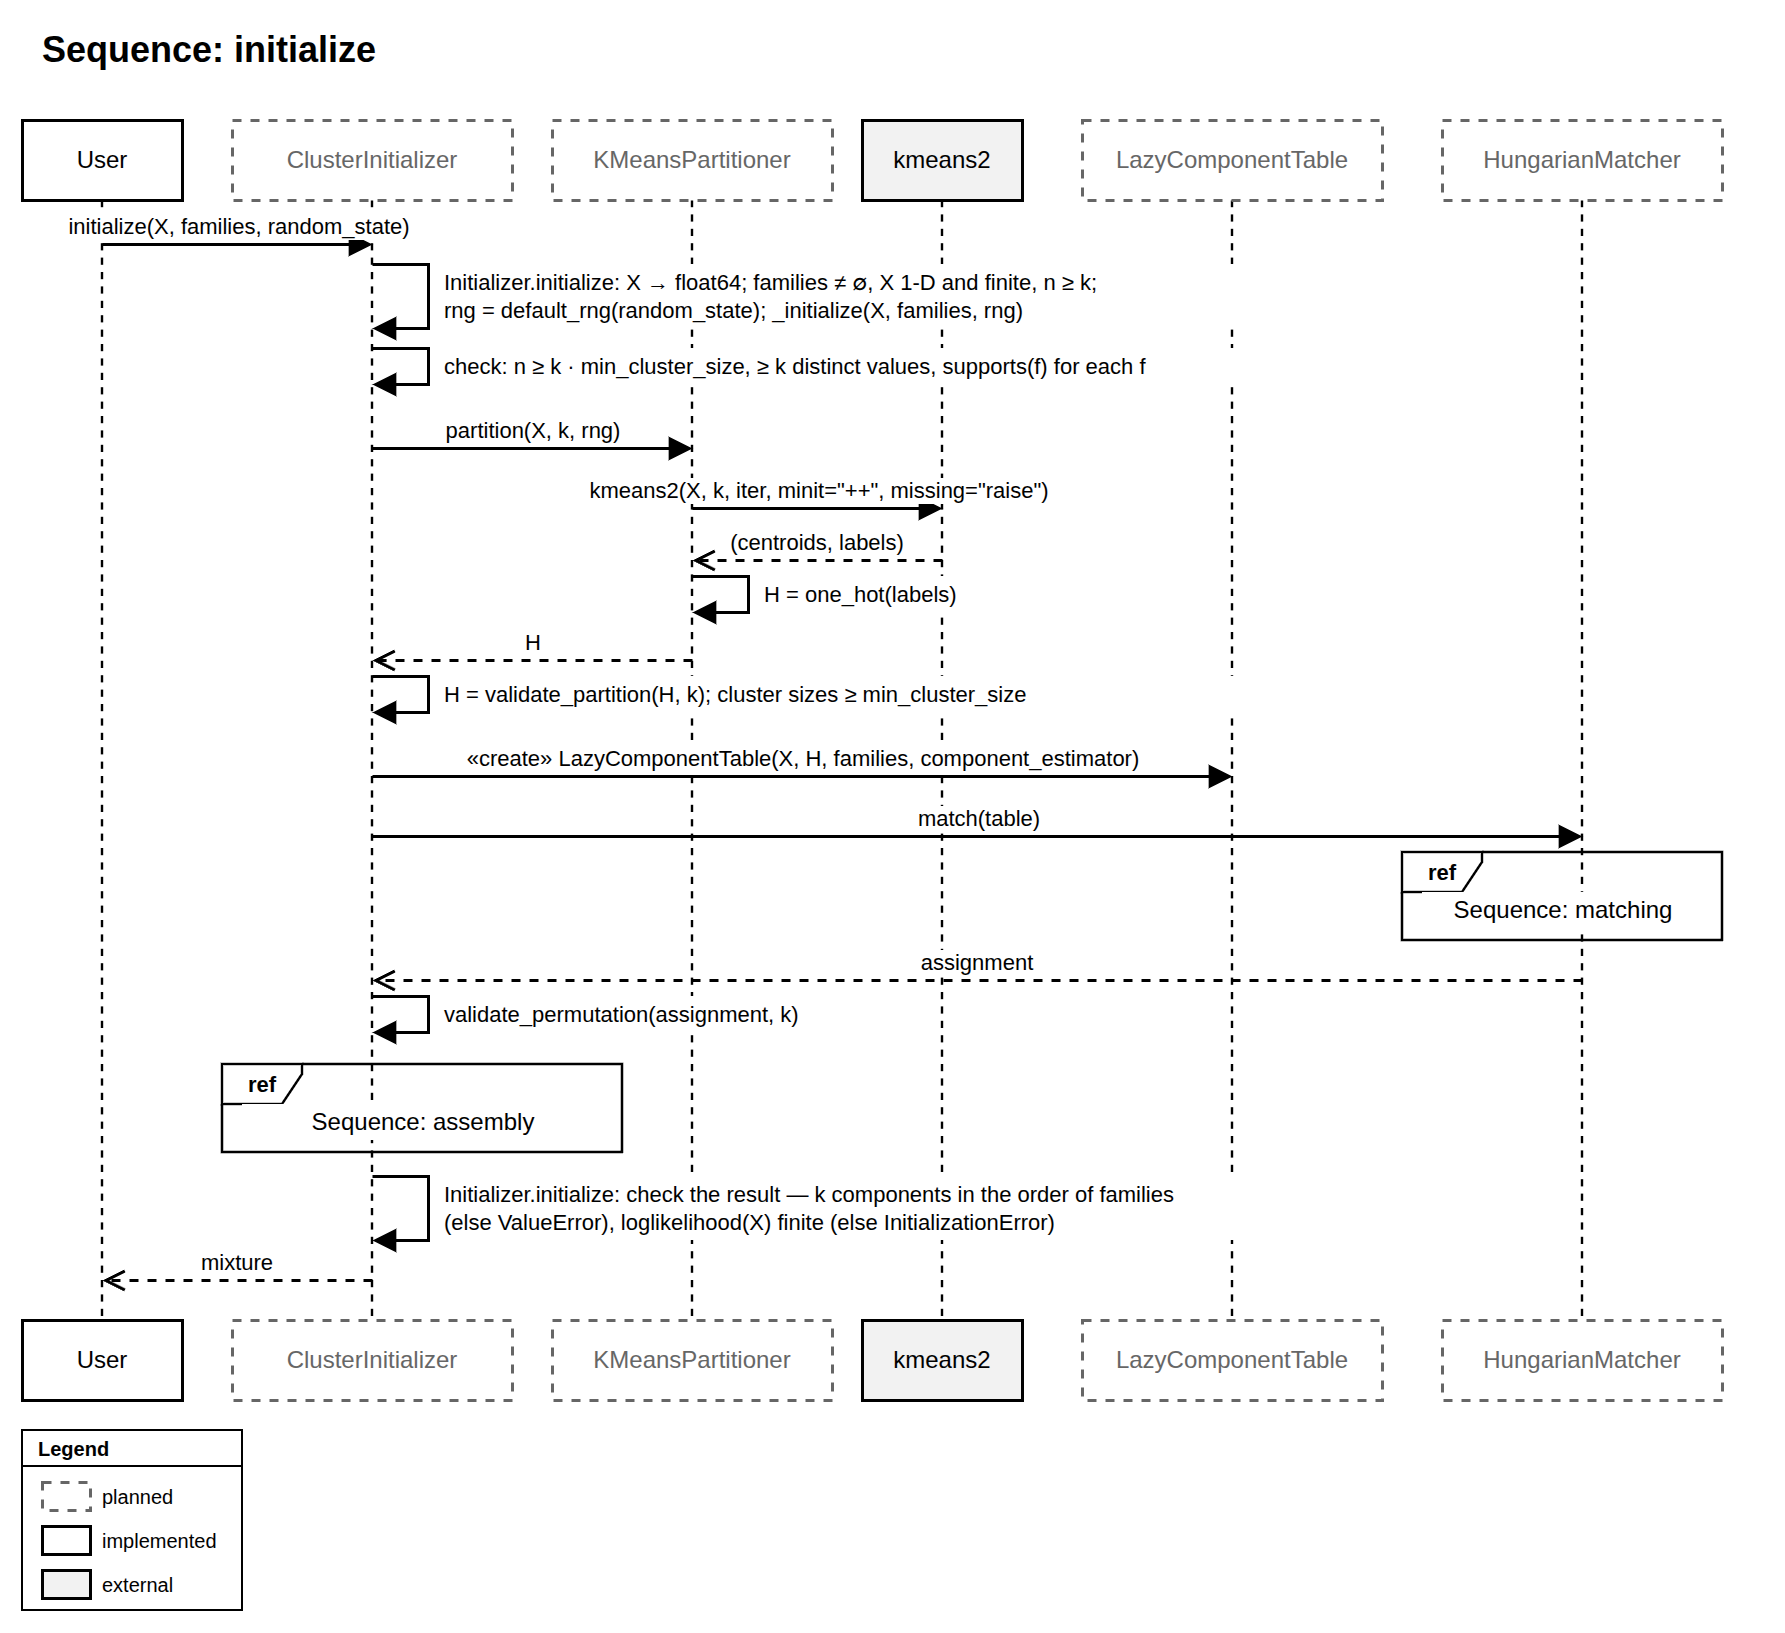 Sequence: initialize
User
ClusterInitializer
KMeansPartitioner
kmeans2
LazyComponentTable
HungarianMatcher
initialize(X, families, random_state)
Initializer.initialize: X → float64; families ≠ ∅, X 1-D and finite, n ≥ k;
rng = default_rng(random_state); _initialize(X, families, rng)
check: n ≥ k · min_cluster_size, ≥ k distinct values, supports(f) for each f
partition(X, k, rng)
kmeans2(X, k, iter, minit="++", missing="raise")
(centroids, labels)
H = one_hot(labels)
H
H = validate_partition(H, k); cluster sizes ≥ min_cluster_size
«create» LazyComponentTable(X, H, families, component_estimator)
match(table)
ref
Sequence: matching
assignment
validate_permutation(assignment, k)
ref
Sequence: assembly
Initializer.initialize: check the result — k components in the order of families
(else ValueError), loglikelihood(X) finite (else InitializationError)
mixture
User
ClusterInitializer
KMeansPartitioner
kmeans2
LazyComponentTable
HungarianMatcher
Legend
planned
implemented
external